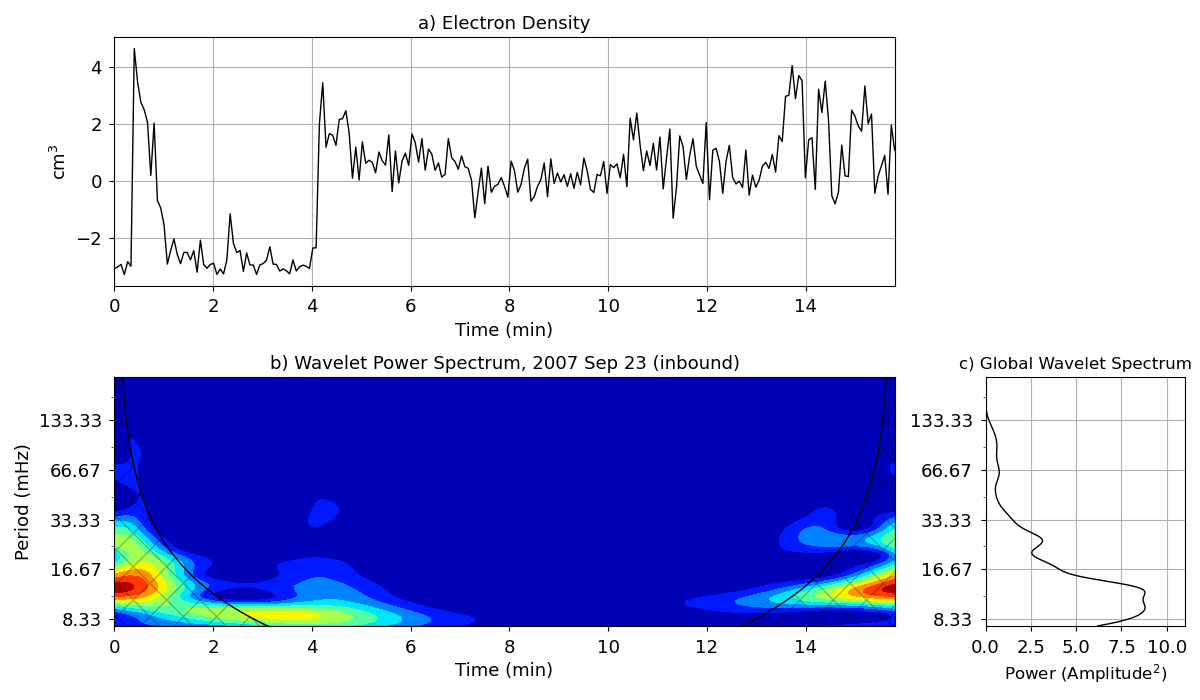 a) Electron Density
cm³
4
2
0
−2
0 2 4 6 8 10 12 14
Time (min)
b) Wavelet Power Spectrum, 2007 Sep 23 (inbound)
Period (mHz)
133.33
66.67
33.33
16.67
8.33
0 2 4 6 8 10 12 14
Time (min)
c) Global Wavelet Spectrum
133.33
66.67
33.33
16.67
8.33
0.0 2.5 5.0 7.5 10.0
Power (Amplitude²)